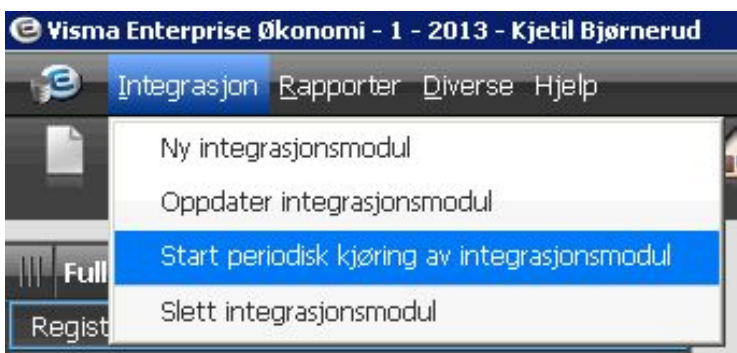 Visma Enterprise Økonomi - 1 - 2013 - Kjetil Bjørnerud
Integrasjon Rapporter Diverse Hjelp
Ny integrasjonsmodul
Oppdater integrasjonsmodul
Start periodisk kjøring av integrasjonsmodul
Full
Slett integrasjonsmodul
Regist